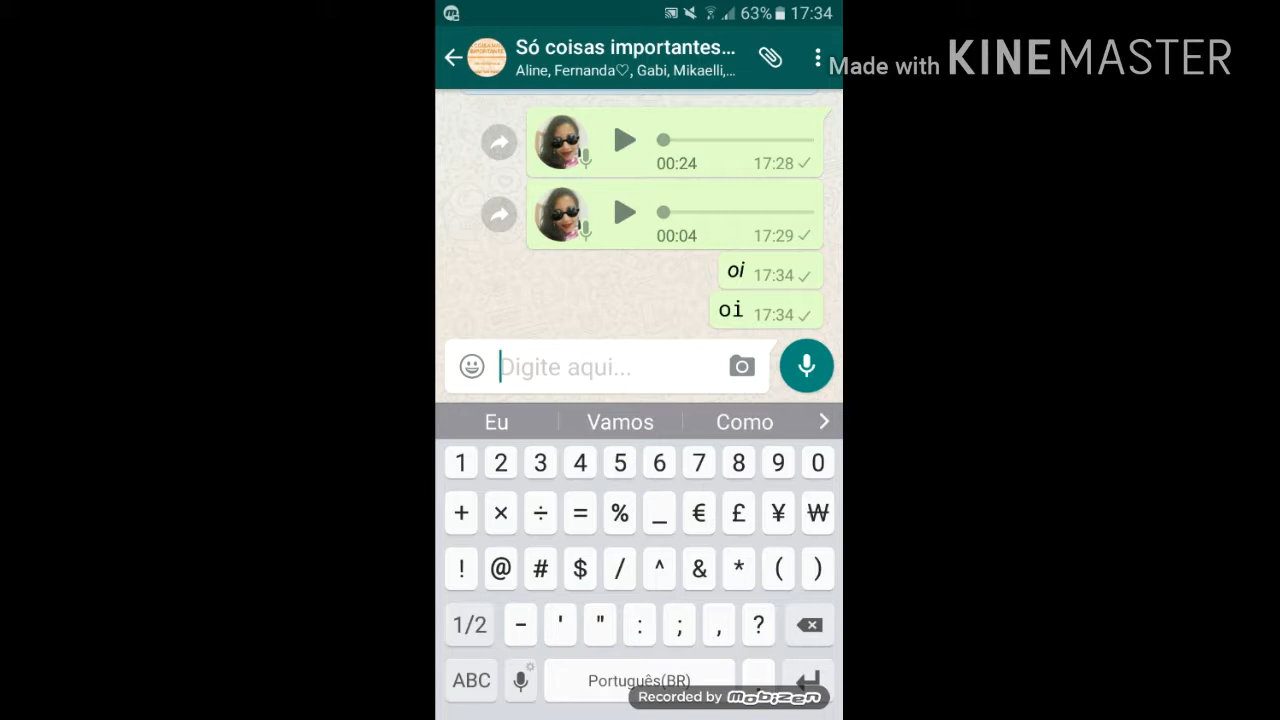 63% 17:34
Só coisas importantes...
Aline, Fernanda♡, Gabi, Mikaelli,...
Made with KINEMASTER
00:24 17:28
00:04 17:29
oi 17:34
oi 17:34
Digite aqui...
Eu Vamos Como
1 2 3 4 5 6 7 8 9 0
+ × ÷ = % _ € £ ¥ ₩
! @ # $ / ^ & * ( )
1/2 - ' " : ; , ?
ABC Português(BR)
Recorded by mobizen